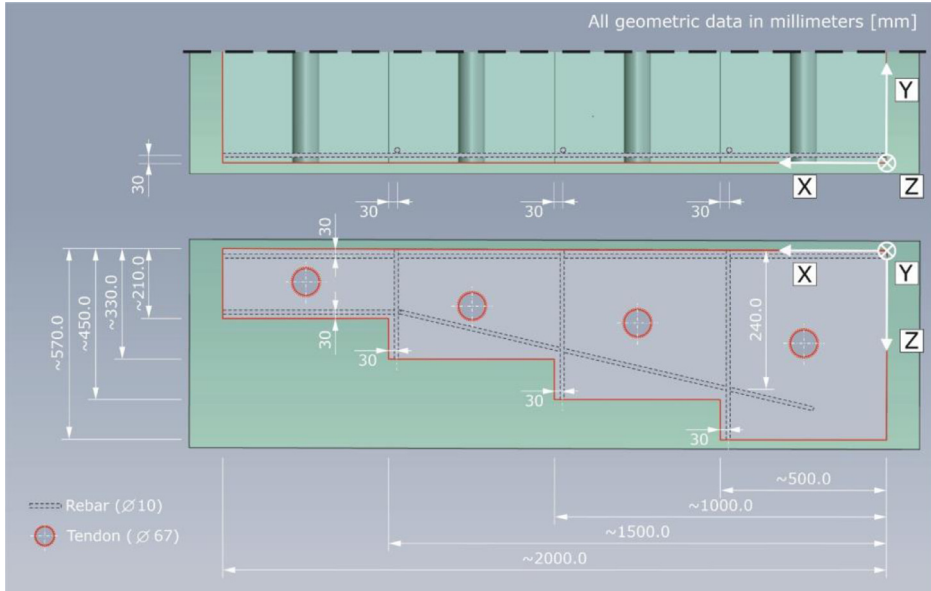 All geometric data in millimeters [mm]
Y
X
Z
30
30
30
30
30
X
Y
Z
~210.0
~330.0
~450.0
~570.0
240.0
30
30
30
30
~500.0
~1000.0
~1500.0
~2000.0
Rebar (∅10)
Tendon (∅ 67)